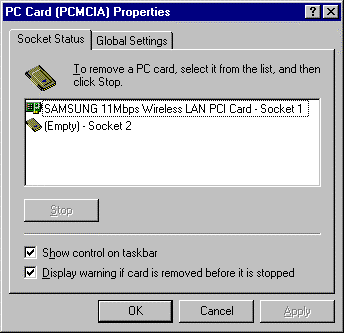 PC Card (PCMCIA) Properties
Socket Status
Global Settings
To remove a PC card, select it from the list, and then
click Stop.
SAMSUNG 11Mbps Wireless LAN PCI Card - Socket 1
(Empty) - Socket 2
Stop
Show control on taskbar
Display warning if card is removed before it is stopped
OK
Cancel
Apply